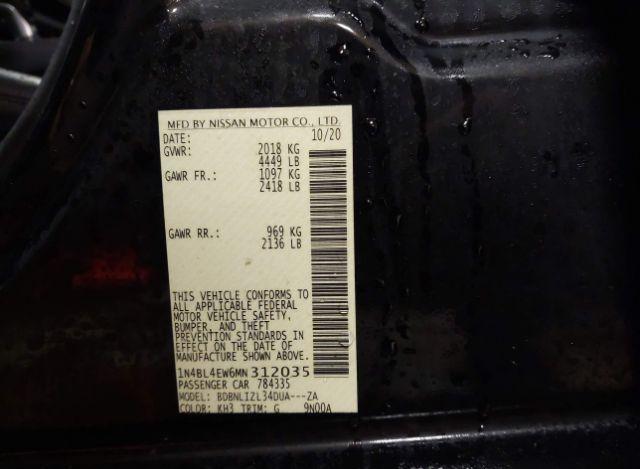 MFD BY NISSAN MOTOR CO., LTD.
DATE: 10/20
GVWR: 2018 KG
4449 LB
GAWR FR.: 1097 KG
2418 LB
GAWR RR.: 969 KG
2136 LB
THIS VEHICLE CONFORMS TO
ALL APPLICABLE FEDERAL
MOTOR VEHICLE SAFETY,
BUMPER, AND THEFT
PREVENTION STANDARDS IN
EFFECT ON THE DATE OF
MANUFACTURE SHOWN ABOVE.
1N4BL4EW6MN312035
PASSENGER CAR 784335
MODEL: BDBNLIZL34DUA---ZA
COLOR: KH3 TRIM: G 9N00A